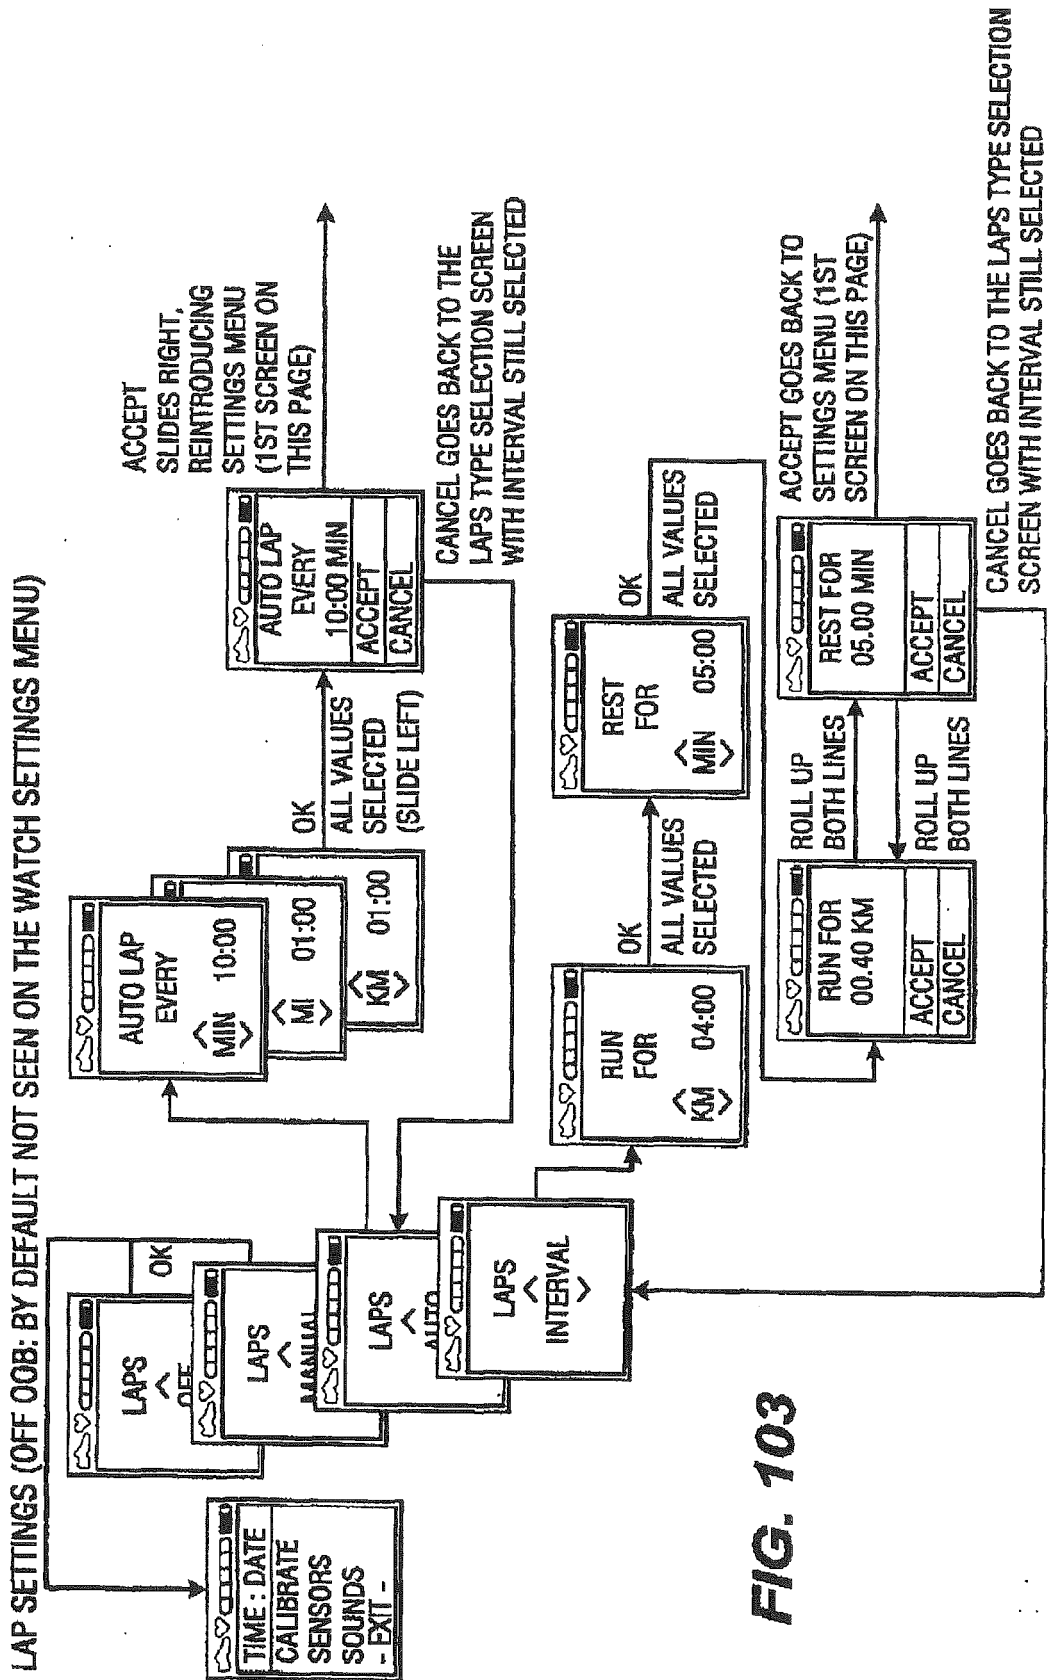 LAP SETTINGS (OFF OOB: BY DEFAULT NOT SEEN ON THE WATCH SETTINGS MENU)
TIME : DATE
CALIBRATE
SENSORS
SOUNDS
- EXIT -
LAPS
OFF
OK
LAPS
MANUAL
LAPS
AUTO
LAPS
INTERVAL
AUTO LAP
EVERY
MIN 10:00
MI 01:00
KM 01:00
OK
ALL VALUES
SELECTED
(SLIDE LEFT)
AUTO LAP
EVERY
10:00 MIN
ACCEPT
CANCEL
ACCEPT
SLIDES RIGHT,
REINTRODUCING
SETTINGS MENU
(1ST SCREEN ON
THIS PAGE)
CANCEL GOES BACK TO THE
LAPS TYPE SELECTION SCREEN
WITH INTERVAL STILL SELECTED
RUN
FOR
KM 04:00
OK
ALL VALUES
SELECTED
REST
FOR
MIN 05:00
OK
ALL VALUES
SELECTED
RUN FOR
00.40 KM
ACCEPT
CANCEL
ROLL UP
BOTH LINES
ROLL UP
BOTH LINES
REST FOR
05.00 MIN
ACCEPT
CANCEL
ACCEPT GOES BACK TO
SETTINGS MENU (1ST
SCREEN ON THIS PAGE)
CANCEL GOES BACK TO THE LAPS TYPE SELECTION
SCREEN WITH INTERVAL STILL SELECTED
FIG. 103